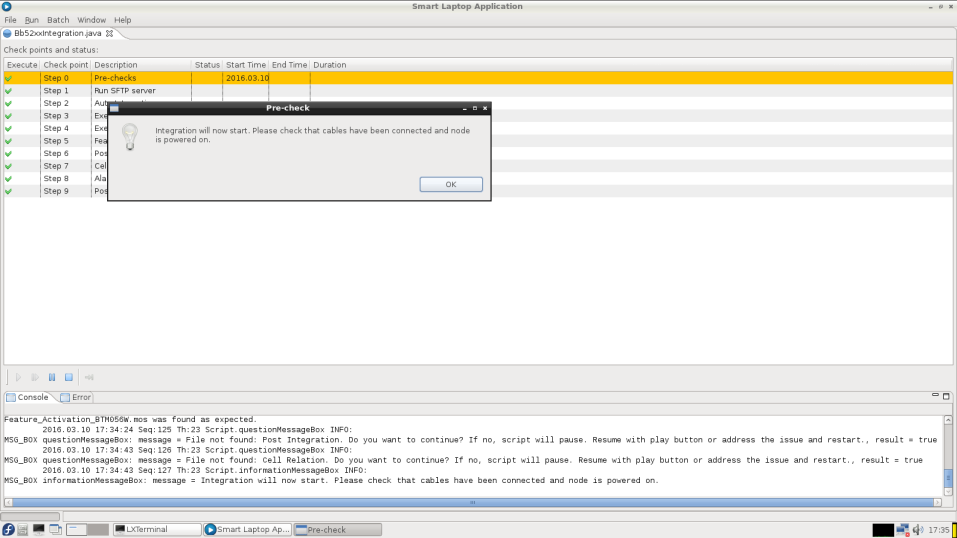 Smart Laptop Application
File Run Batch Window Help
Bb52xxIntegration.java
Check points and status:
Execute Check point Description Status Start Time End Time Duration
Step 0 Pre-checks 2016.03.10
Step 1 Run SFTP server
Step 2
Step 3 Exe
Step 4 Exe
Step 5 Fea
Step 6 Pos
Step 7 Cel
Step 8 Ala
Step 9 Pos
Pre-check
Integration will now start. Please check that cables have been connected and node
is powered on.
OK
Console Error
Feature_Activation_BTM056W.mos was found as expected.
2016.03.10 17:34:24 Seq:125 Th:23 Script.questionMessageBox INFO:
MSG_BOX questionMessageBox: message = File not found: Post Integration. Do you want to continue? If no, script will pause. Resume with play button or address the issue and restart., result = true
2016.03.10 17:34:43 Seq:126 Th:23 Script.questionMessageBox INFO:
MSG_BOX questionMessageBox: message = File not found: Cell Relation. Do you want to continue? If no, script will pause. Resume with play button or address the issue and restart., result = true
2016.03.10 17:34:43 Seq:127 Th:23 Script.informationMessageBox INFO:
MSG_BOX informationMessageBox: message = Integration will now start. Please check that cables have been connected and node is powered on.
LXTerminal Smart Laptop Ap... Pre-check 17:35